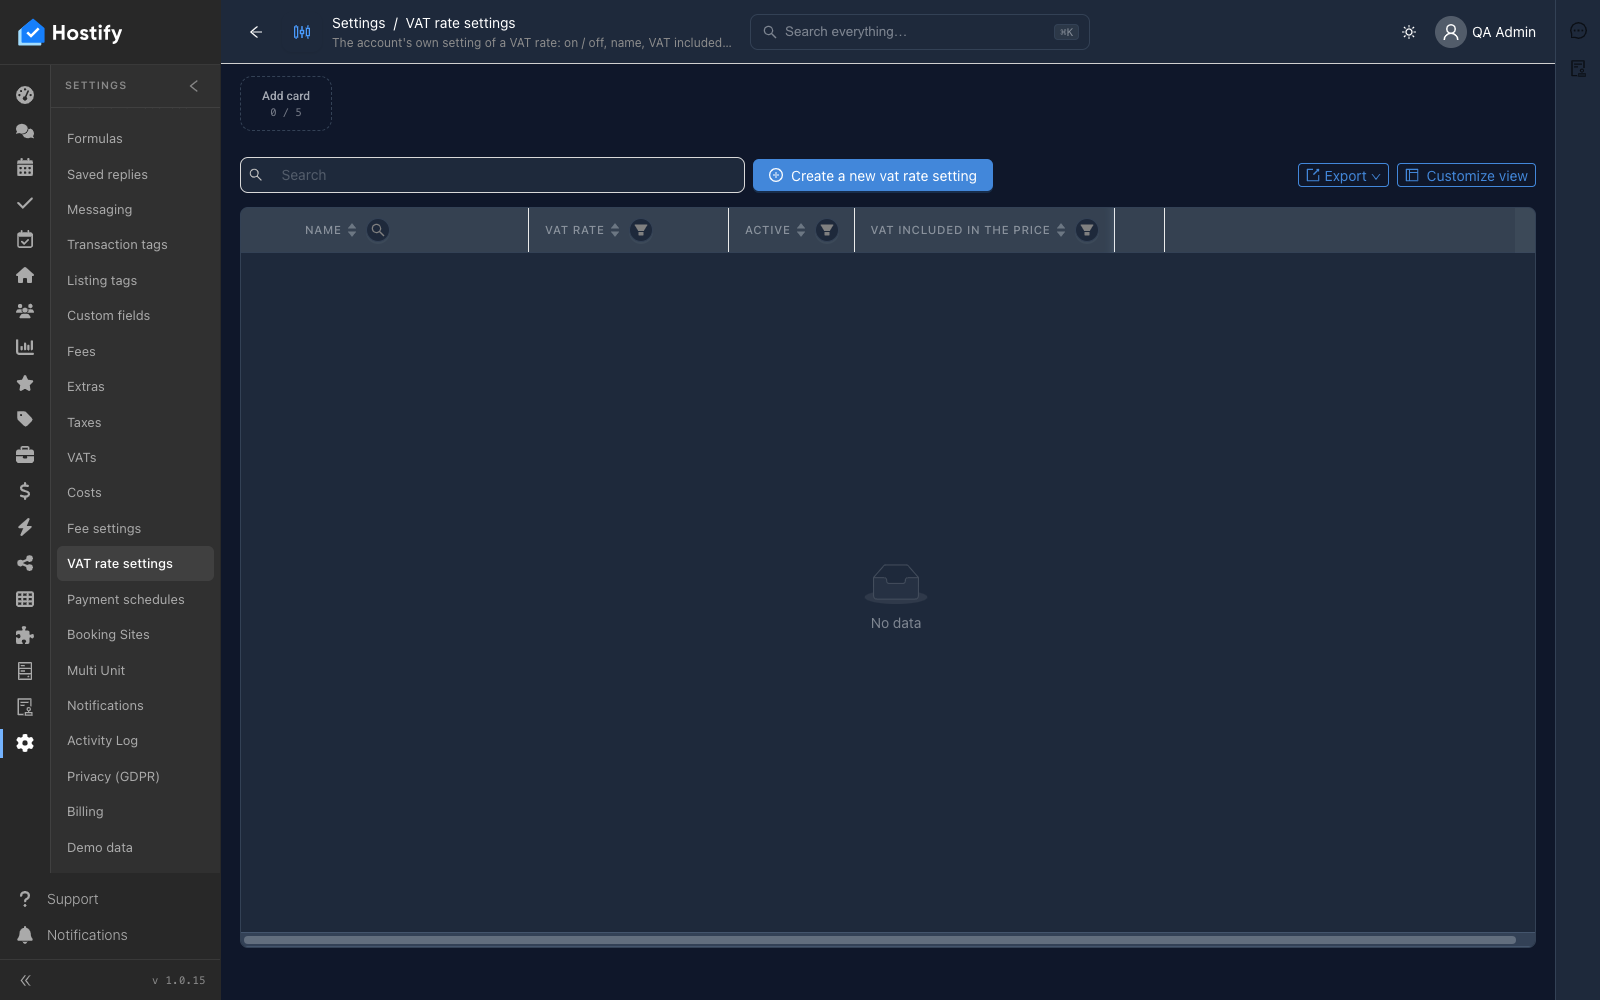 Hostify
Settings / VAT rate settings
The account's own setting of a VAT rate: on / off, name, VAT included...
Search everything...
⌘K
QA Admin
SETTINGS
Formulas
Saved replies
Messaging
Transaction tags
Listing tags
Custom fields
Fees
Extras
Taxes
VATs
Costs
Fee settings
VAT rate settings
Payment schedules
Booking Sites
Multi Unit
Notifications
Activity Log
Privacy (GDPR)
Billing
Demo data
Support
Notifications
v 1.0.15
Add card
0 / 5
Search
Create a new vat rate setting
Export
Customize view
NAME
VAT RATE
ACTIVE
VAT INCLUDED IN THE PRICE
No data